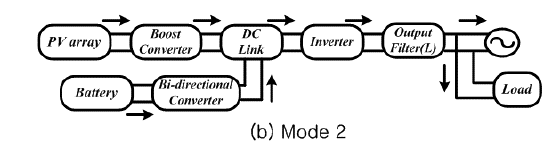 PV array
Boost
Converter
DC
Link
Inverter
Output
Filter(L)
Battery
Bi-directional
Converter
Load
(b) Mode 2